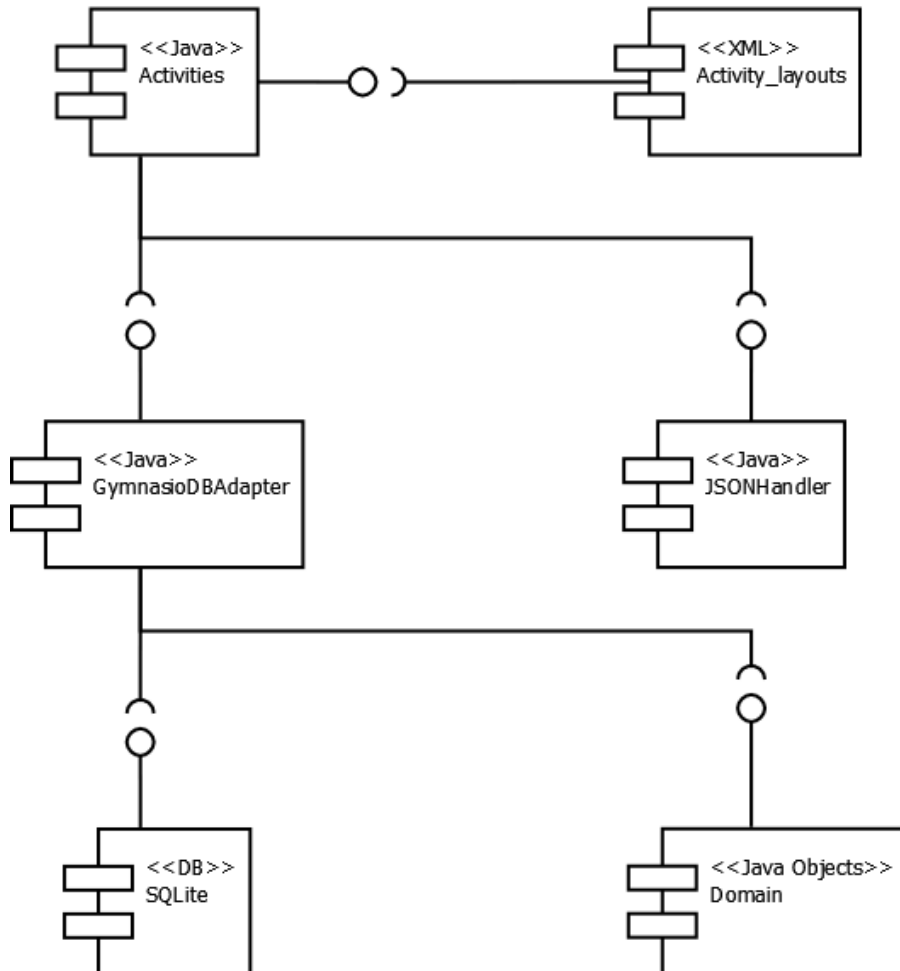 <<Java>>
Activities
<<XML>>
Activity_layouts
<<Java>>
GymnasioDBAdapter
<<Java>>
JSONHandler
<<DB>>
SQLite
<<Java Objects>>
Domain